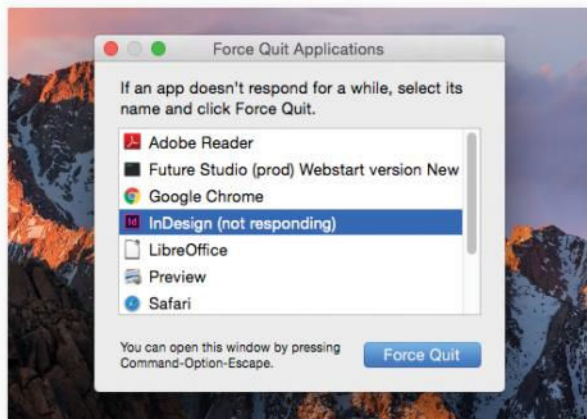 Force Quit Applications
If an app doesn't respond for a while, select its
name and click Force Quit.
Adobe Reader
Future Studio (prod) Webstart version New
Google Chrome
Id InDesign (not responding)
LibreOffice
Preview
Safari
You can open this window by pressing
Command-Option-Escape.
Force Quit